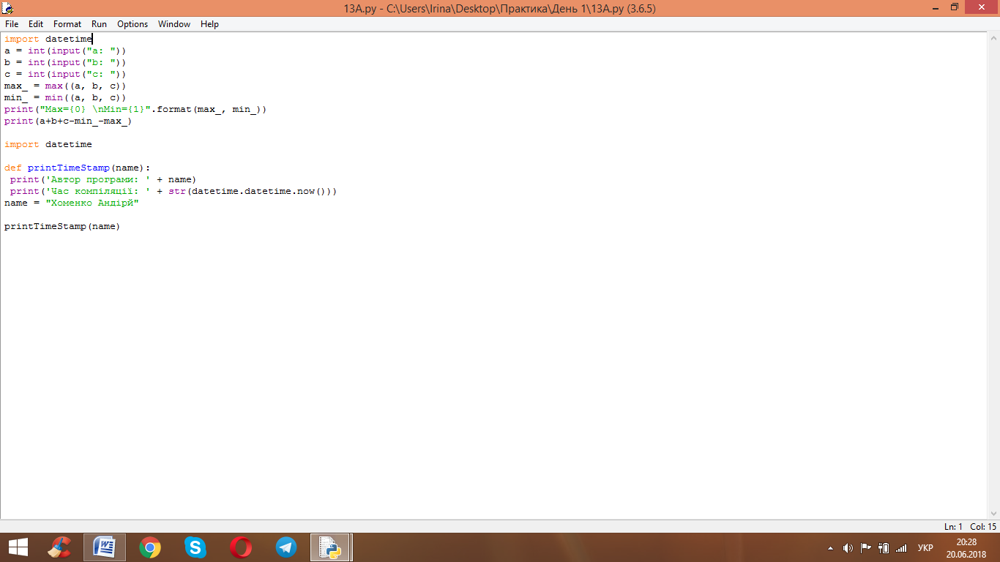 13A.py - C:\Users\Irina\Desktop\Практика\День 1\13A.py (3.6.5)
File Edit Format Run Options Window Help
import datetime
a = int(input("a: "))
b = int(input("b: "))
c = int(input("c: "))
max_ = max((a, b, c))
min_ = min((a, b, c))
print("Max={0} \nMin={1}".format(max_, min_))
print(a+b+c-min_-max_)
import datetime
def printTimeStamp(name):
 print('Автор програми: ' + name)
 print('Час компіляції: ' + str(datetime.datetime.now()))
name = "Хоменко Андірй"
printTimeStamp(name)
Ln: 1 Col: 15
УКР
20:28
20.06.2018